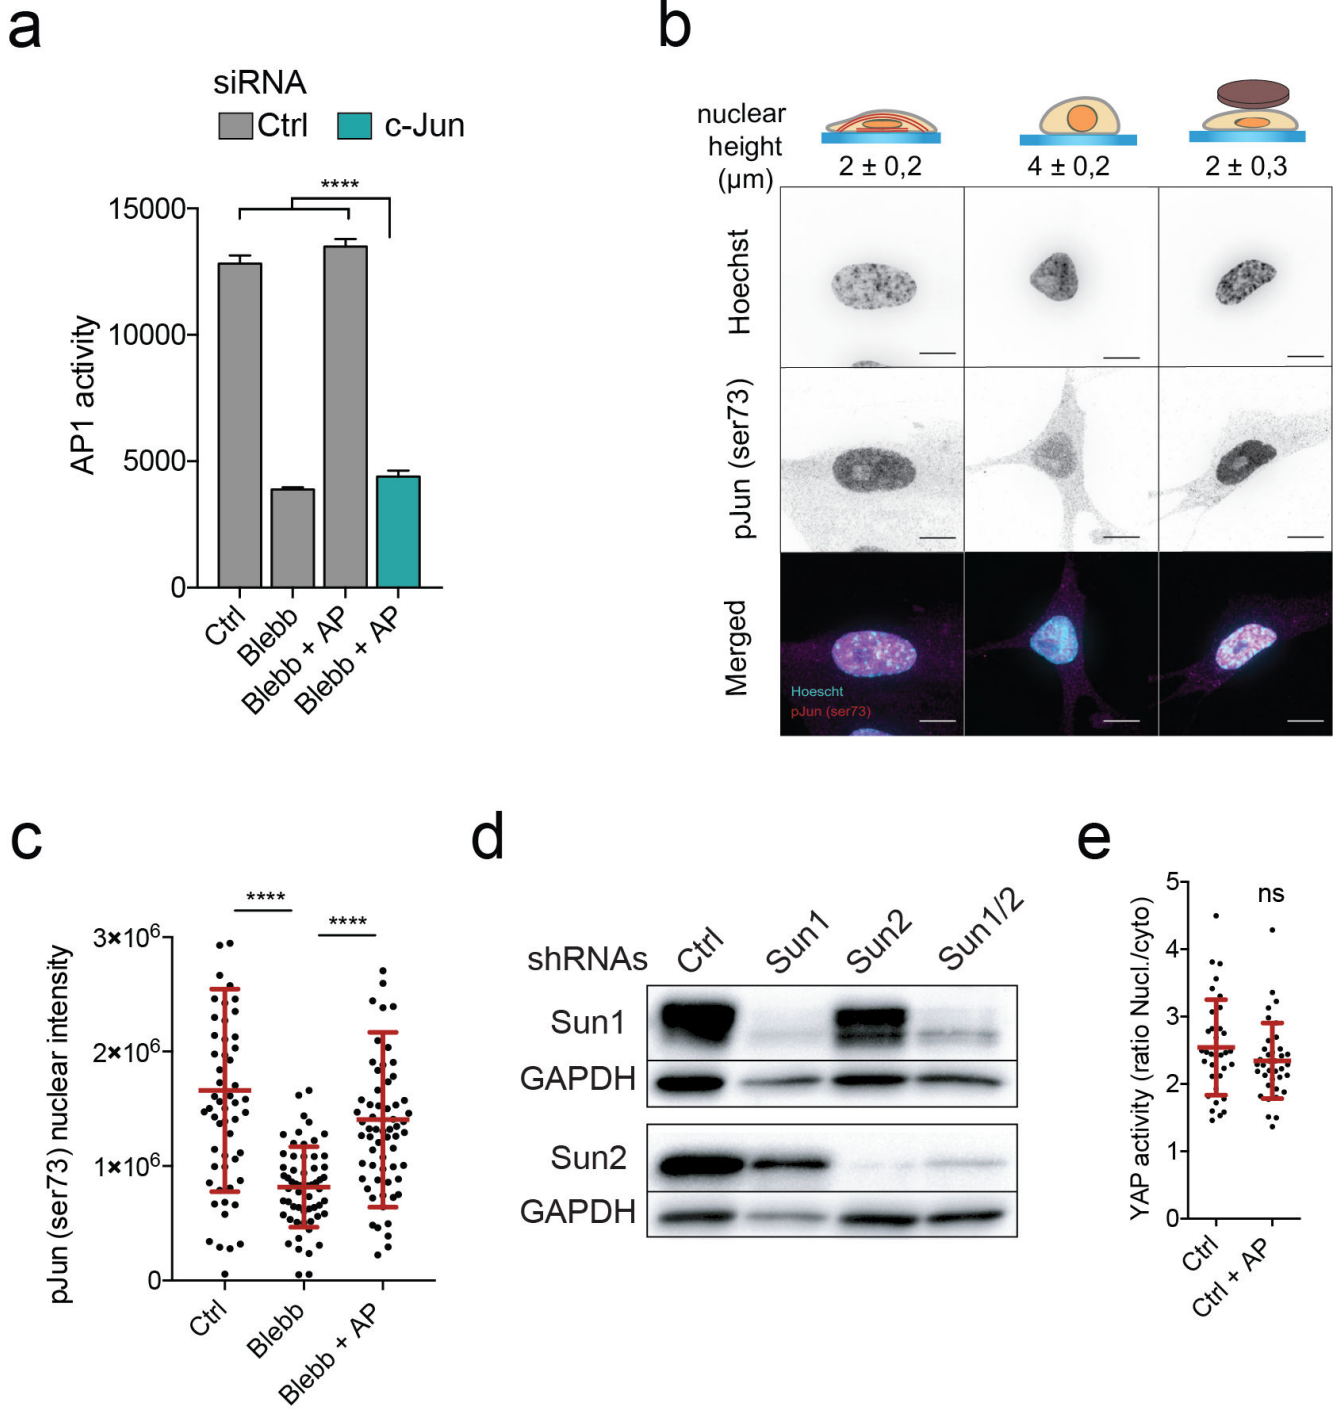 a
siRNA
Ctrl c-Jun
****
15000
10000
5000
0
AP1 activity
Ctrl
Blebb
Blebb + AP
Blebb + AP
b
nuclear
height
(μm)
2 ± 0,2
4 ± 0,2
2 ± 0,3
Hoechst
pJun (ser73)
Merged
Hoescht
pJun (ser73)
c
****
****
3×10⁶
2×10⁶
1×10⁶
0
pJun (ser73) nuclear intensity
Ctrl
Blebb
Blebb + AP
d
shRNAs
Ctrl
Sun1
Sun2
Sun1/2
Sun1
GAPDH
Sun2
GAPDH
e
ns
5
4
3
2
1
0
YAP activity (ratio Nucl./cyto)
Ctrl
Ctrl + AP